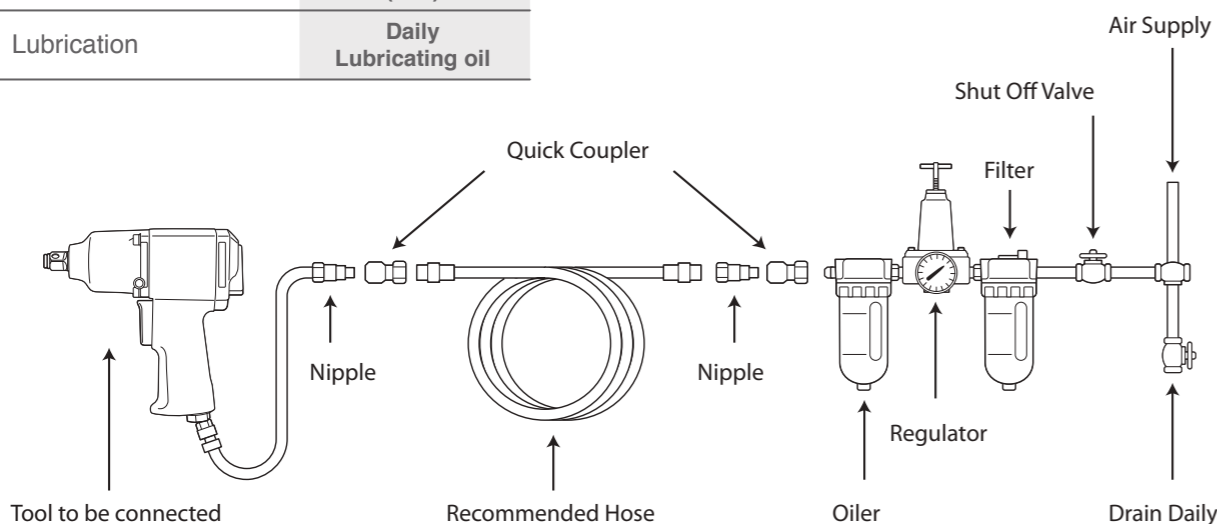 Lubrication
Daily
Lubricating oil
Air Supply
Shut Off Valve
Quick Coupler
Filter
Nipple
Nipple
Regulator
Tool to be connected
Recommended Hose
Oiler
Drain Daily